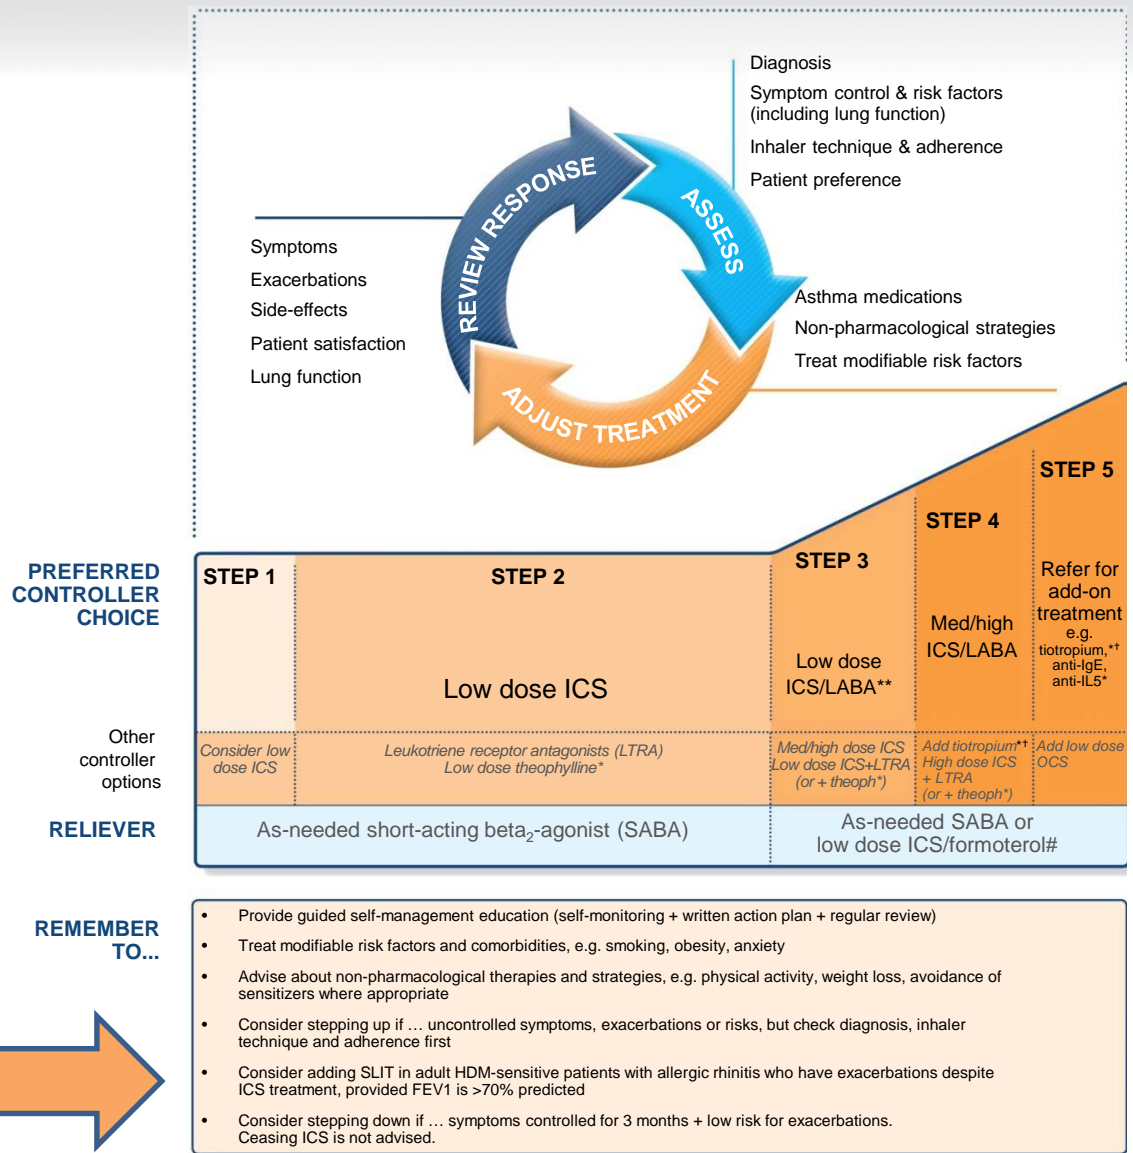 Diagnosis
Symptom control & risk factors
(including lung function)
Inhaler technique & adherence
Patient preference
REVIEW RESPONSE
ASSESS
ADJUST TREATMENT
Symptoms
Exacerbations
Side-effects
Patient satisfaction
Lung function
Asthma medications
Non-pharmacological strategies
Treat modifiable risk factors
PREFERRED
CONTROLLER
CHOICE
STEP 1
STEP 2
Low dose ICS
STEP 3
Low dose
ICS/LABA**
STEP 4
Med/high
ICS/LABA
STEP 5
Refer for
add-on
treatment
e.g.
tiotropium,*†
anti-IgE,
anti-IL5*
Other
controller
options
Consider low
dose ICS
Leukotriene receptor antagonists (LTRA)
Low dose theophylline*
Med/high dose ICS
Low dose ICS+LTRA
(or + theoph*)
Add tiotropium*†
High dose ICS
+ LTRA
(or + theoph*)
Add low dose
OCS
RELIEVER
As-needed short-acting beta2-agonist (SABA)
As-needed SABA or
low dose ICS/formoterol#
REMEMBER
TO...
• Provide guided self-management education (self-monitoring + written action plan + regular review)
• Treat modifiable risk factors and comorbidities, e.g. smoking, obesity, anxiety
• Advise about non-pharmacological therapies and strategies, e.g. physical activity, weight loss, avoidance of
sensitizers where appropriate
• Consider stepping up if … uncontrolled symptoms, exacerbations or risks, but check diagnosis, inhaler
technique and adherence first
• Consider adding SLIT in adult HDM-sensitive patients with allergic rhinitis who have exacerbations despite
ICS treatment, provided FEV1 is >70% predicted
• Consider stepping down if … symptoms controlled for 3 months + low risk for exacerbations.
Ceasing ICS is not advised.